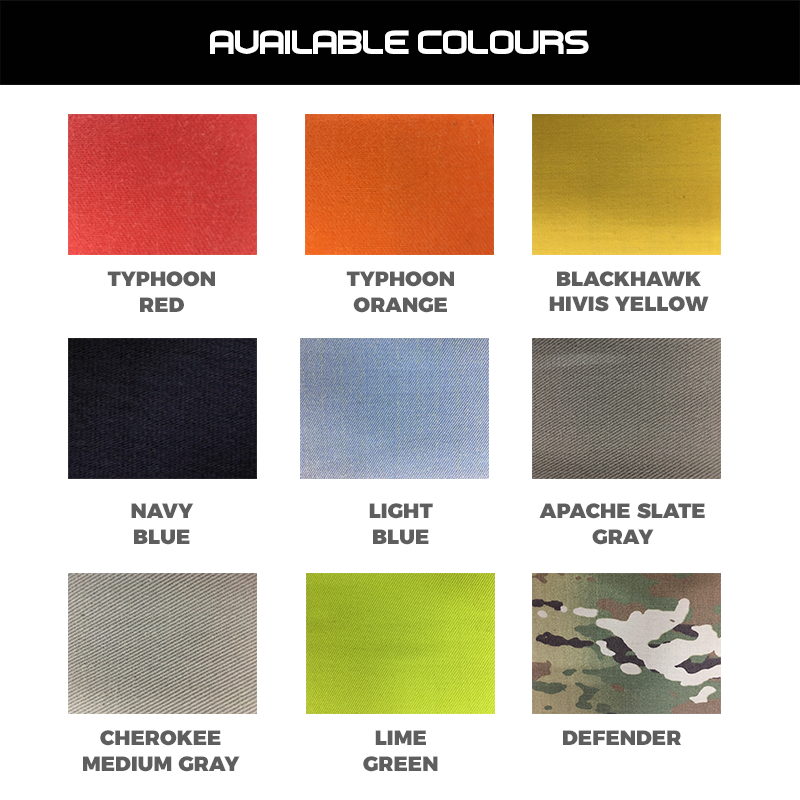 AVAILABLE COLOURS
TYPHOON
RED
TYPHOON
ORANGE
BLACKHAWK
HIVIS YELLOW
NAVY
BLUE
LIGHT
BLUE
APACHE SLATE
GRAY
CHEROKEE
MEDIUM GRAY
LIME
GREEN
DEFENDER